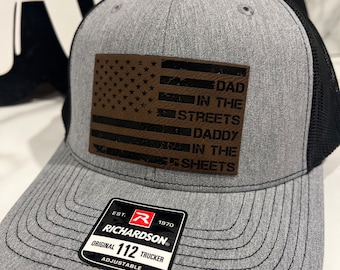 DAD
IN THE
STREETS
DADDY
IN THE
SHEETS
EST. R 1970
RICHARDSON®
ORIGINAL 112 TRUCKER
ADJUSTABLE